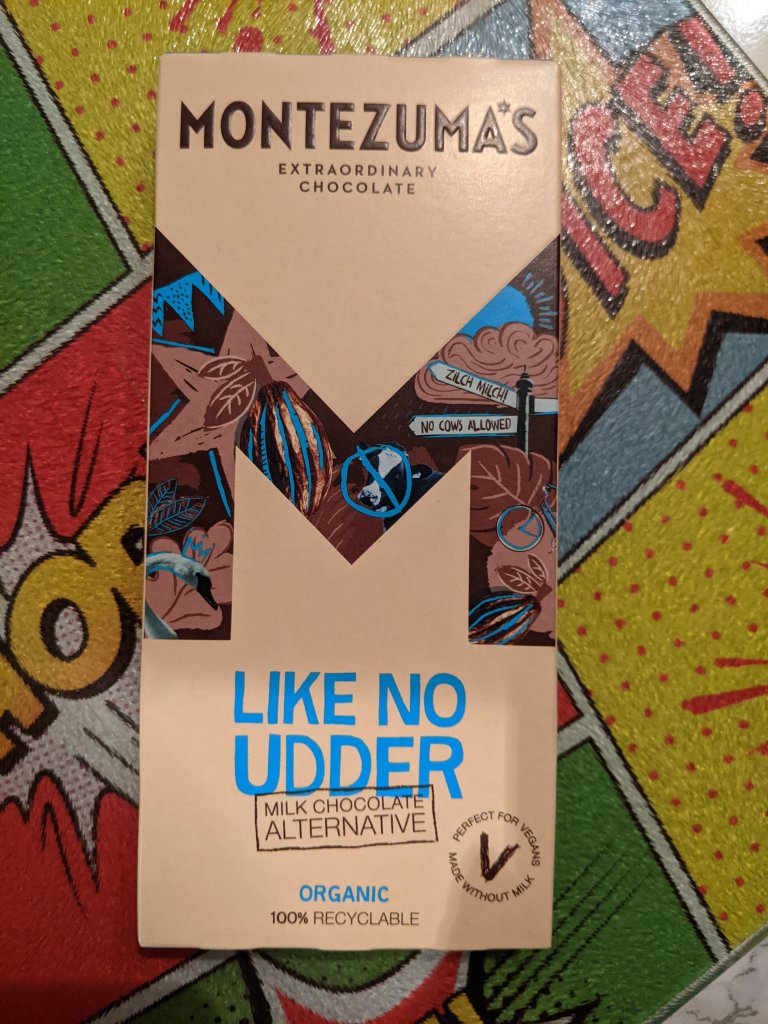 MONTEZUMA'S
EXTRAORDINARY
CHOCOLATE
ICE!
ZILCH MILCH!
NO COWS ALLOWED
LIKE NO
UDDER
MILK CHOCOLATE
ALTERNATIVE
PERFECT FOR VEGANS
MADE WITHOUT MILK
ORGANIC
100% RECYCLABLE